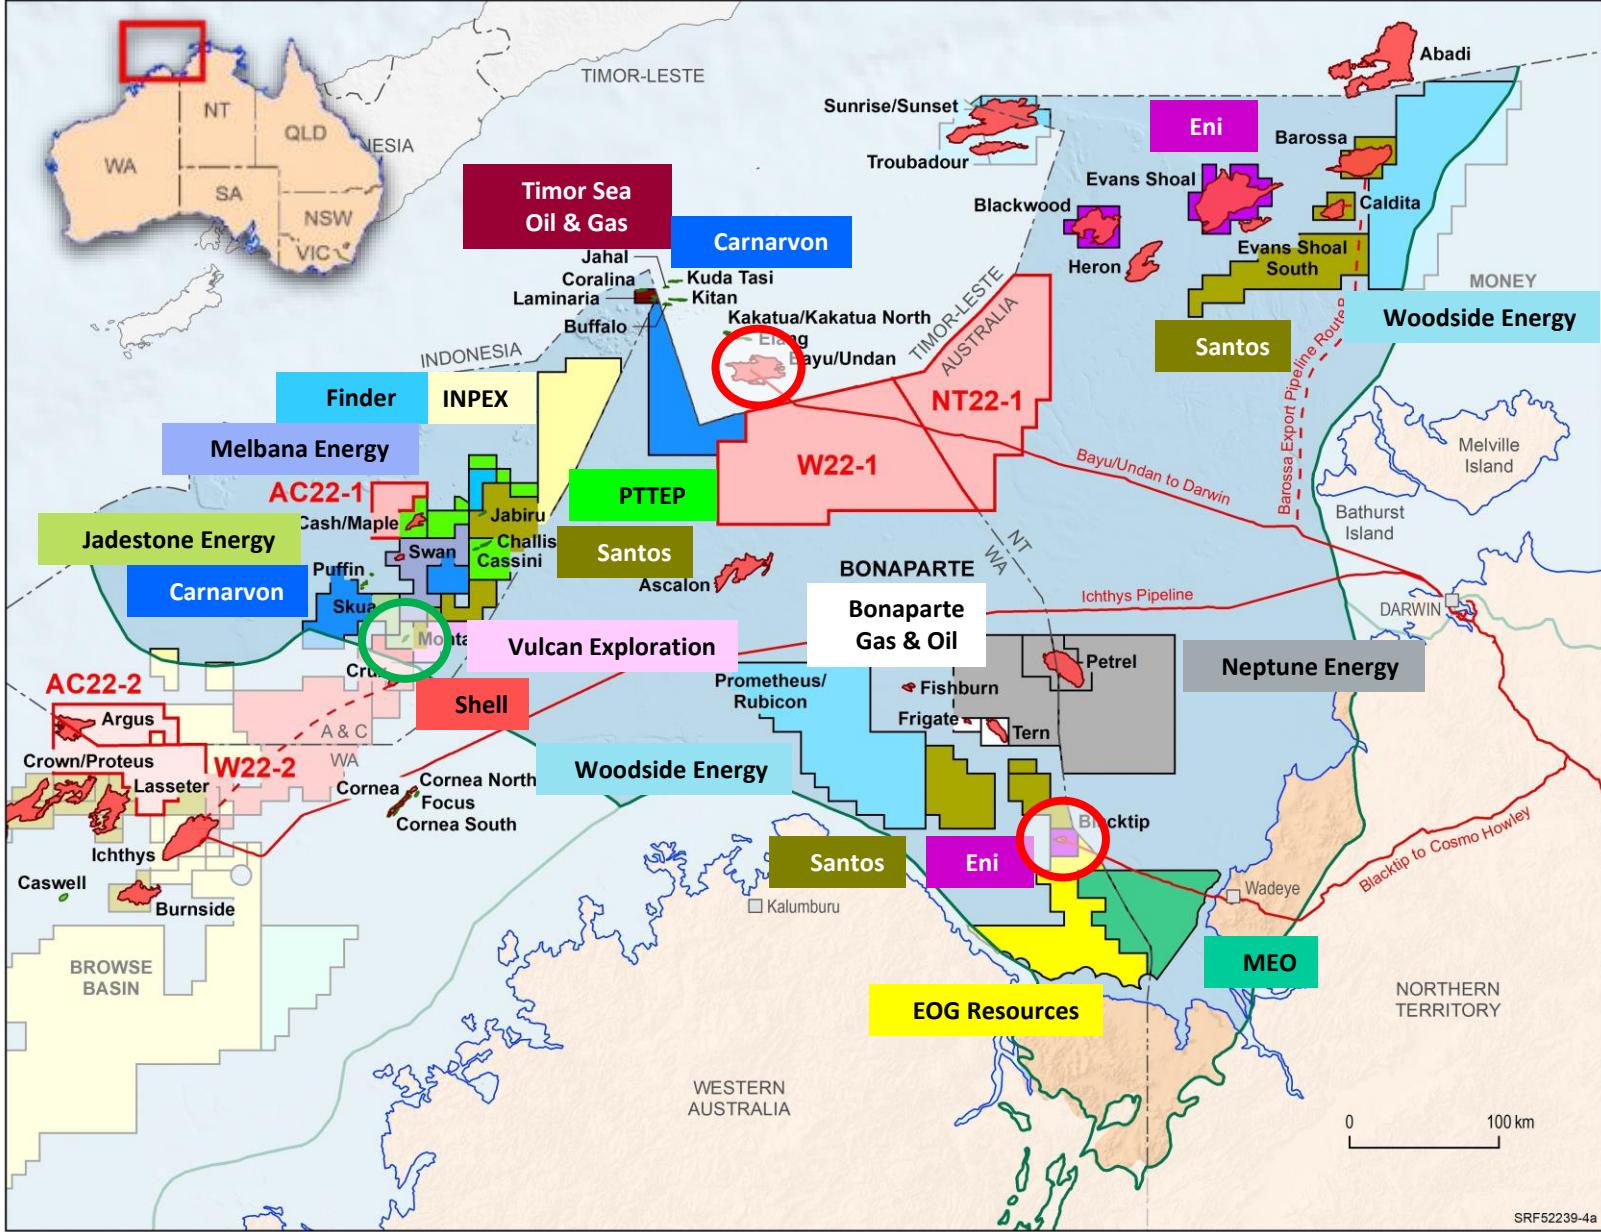 TIMOR-LESTE
Abadi
NT
QLD
WA
SA
NSW
VIC
NESIA
Sunrise/Sunset
Troubadour
Eni
Barossa
Evans Shoal
Blackwood
Caldita
Heron
Evans Shoal
South
Timor Sea
Oil & Gas
Carnarvon
Jahal
Coralina
Kuda Tasi
Laminaria
Kitan
Buffalo
Kakatua/Kakatua North
Elang
Bayu/Undan
TIMOR-LESTE
AUSTRALIA
MONEY
Woodside Energy
Santos
Barossa Export Pipeline Route
INDONESIA
Finder
INPEX
NT22-1
W22-1
Melbana Energy
AC22-1
PTTEP
Bayu/Undan to Darwin
Melville
Island
Bathurst
Island
Cash/Maple
Jabiru
Jadestone Energy
Challis
Cassini
Swan
Santos
NT
WA
Puffin
Carnarvon
Skua
Ascalon
BONAPARTE
Bonaparte
Gas & Oil
Ichthys Pipeline
DARWIN
Monta
Vulcan Exploration
Crux
Petrel
Neptune Energy
Prometheus/
Rubicon
Fishburn
Frigate
Tern
AC22-2
Shell
Argus
A & C
WA
W22-2
Crown/Proteus
Lasseter
Woodside Energy
Cornea North
Cornea
Focus
Cornea South
Ichthys
Blacktip
Santos
Eni
Blacktip to Cosmo Howley
Caswell
Burnside
Kalumburu
Wadeye
BROWSE
BASIN
MEO
EOG Resources
NORTHERN
TERRITORY
WESTERN
AUSTRALIA
0
100 km
SRF52239-4a